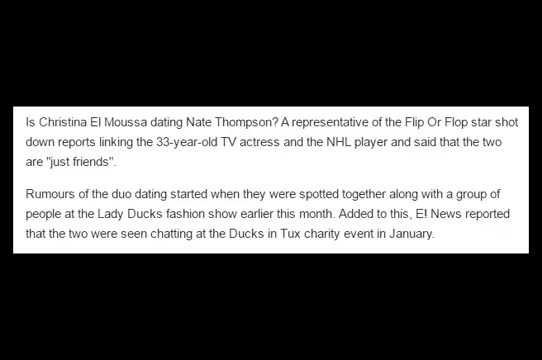 Is Christina El Moussa dating Nate Thompson? A representative of the Flip Or Flop star shot
down reports linking the 33-year-old TV actress and the NHL player and said that the two
are "just friends".
Rumours of the duo dating started when they were spotted together along with a group of
people at the Lady Ducks fashion show earlier this month. Added to this, E! News reported
that the two were seen chatting at the Ducks in Tux charity event in January.